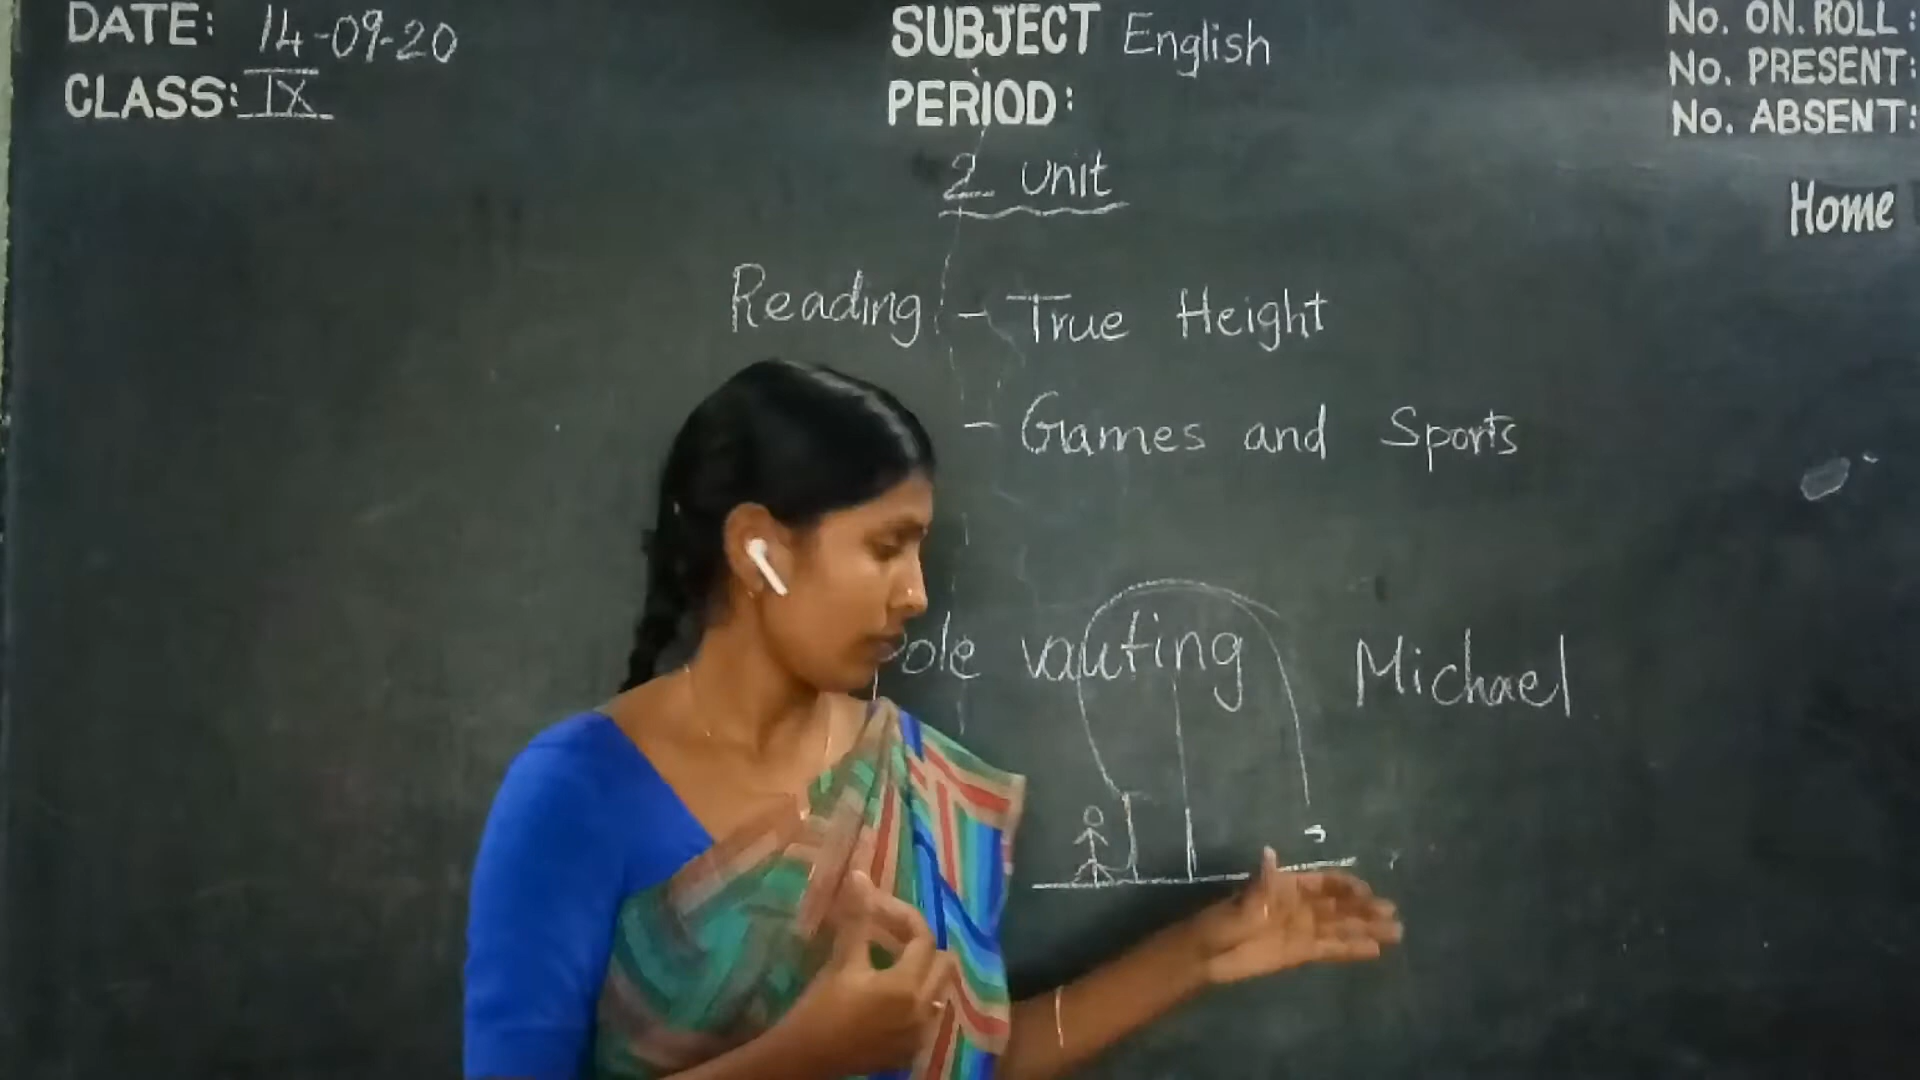 DATE: 14-09-20
CLASS: IX
SUBJECT English
PERIOD:
No. ON. ROLL:
No. PRESENT:
No. ABSENT:
2 unit
Home
Reading - True Height
- Games and Sports
Pole vauting
Michael